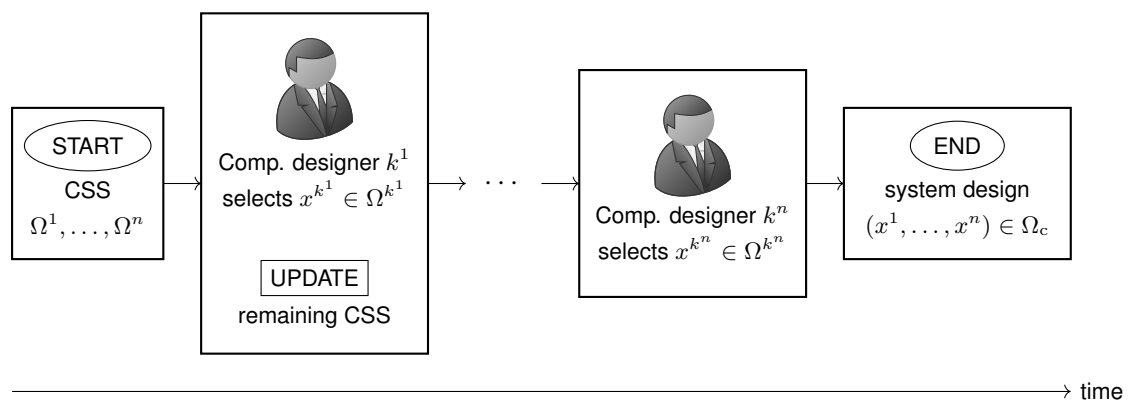 START
CSS
Ω¹, . . . , Ωⁿ
Comp. designer k¹
selects x^{k¹} ∈ Ω^{k¹}
UPDATE
remaining CSS
· · ·
Comp. designer kⁿ
selects x^{kⁿ} ∈ Ω^{kⁿ}
END
system design
(x¹, . . . , xⁿ) ∈ Ω_c
time